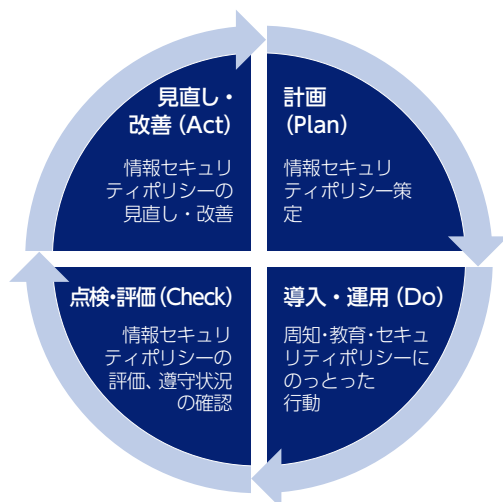 見直し・
改善 (Act)
情報セキュリ
ティポリシーの
見直し・改善
計画
(Plan)
情報セキュリ
ティポリシー策
定
点検・評価 (Check)
情報セキュリ
ティポリシーの
評価、遵守状況
の確認
導入・運用 (Do)
周知・教育・セキュ
リティポリシーに
のっとった
行動